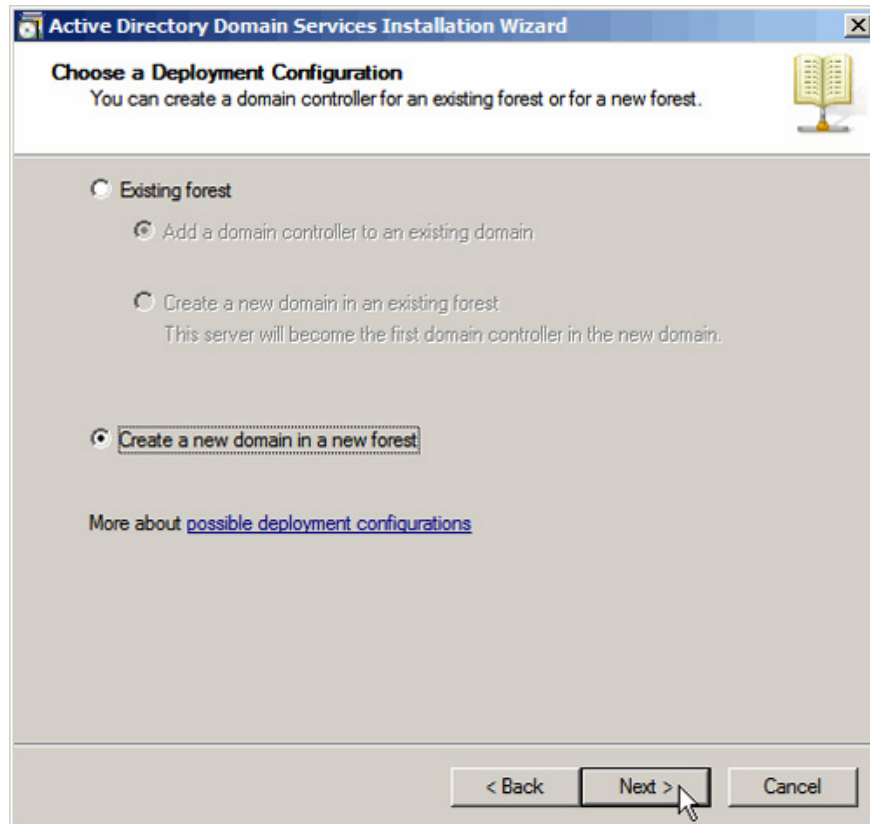 Active Directory Domain Services Installation Wizard
Choose a Deployment Configuration
You can create a domain controller for an existing forest or for a new forest.
Existing forest
Add a domain controller to an existing domain
Create a new domain in an existing forest
This server will become the first domain controller in the new domain.
Create a new domain in a new forest
More about possible deployment configurations
< Back
Next >
Cancel